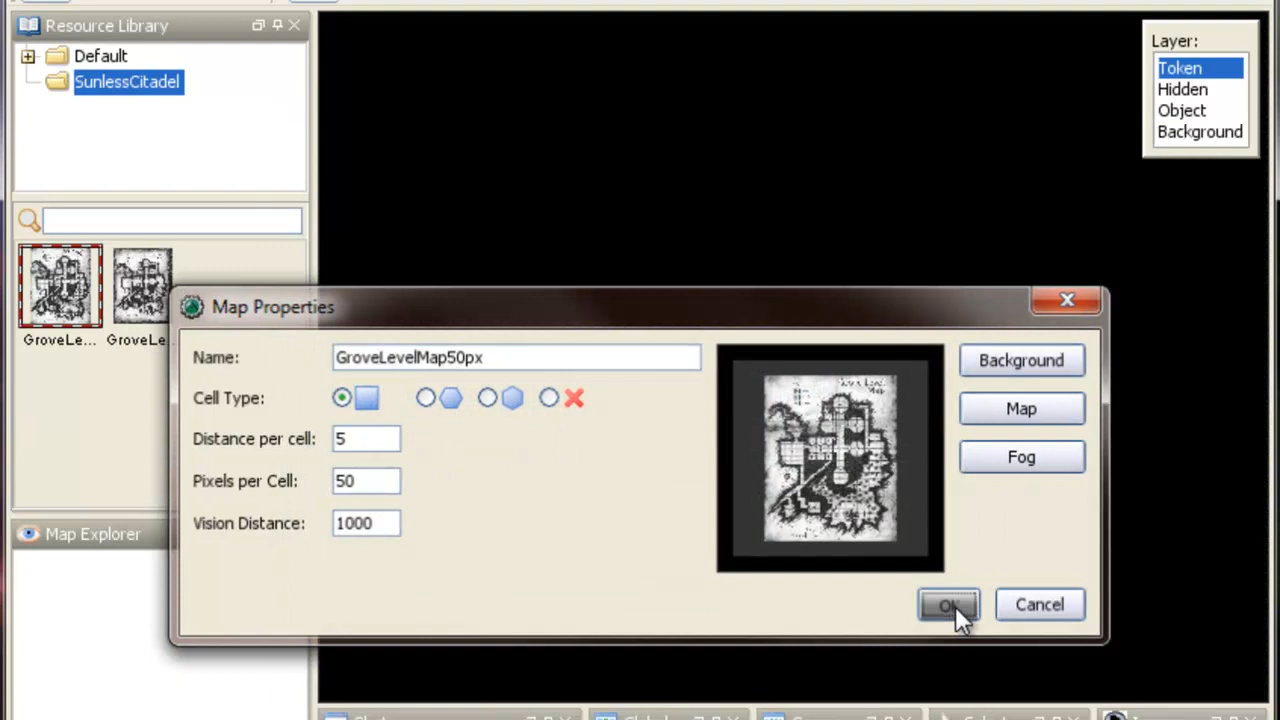 Resource Library
Default
SunlessCitadel
Layer:
Token
Hidden
Object
Background
GroveLe...
GroveLe
Map Properties
Name:
GroveLevelMap50px
Cell Type:
Distance per cell:
5
Pixels per Cell:
50
Vision Distance:
1000
Background
Map
Fog
OK
Cancel
Map Explorer